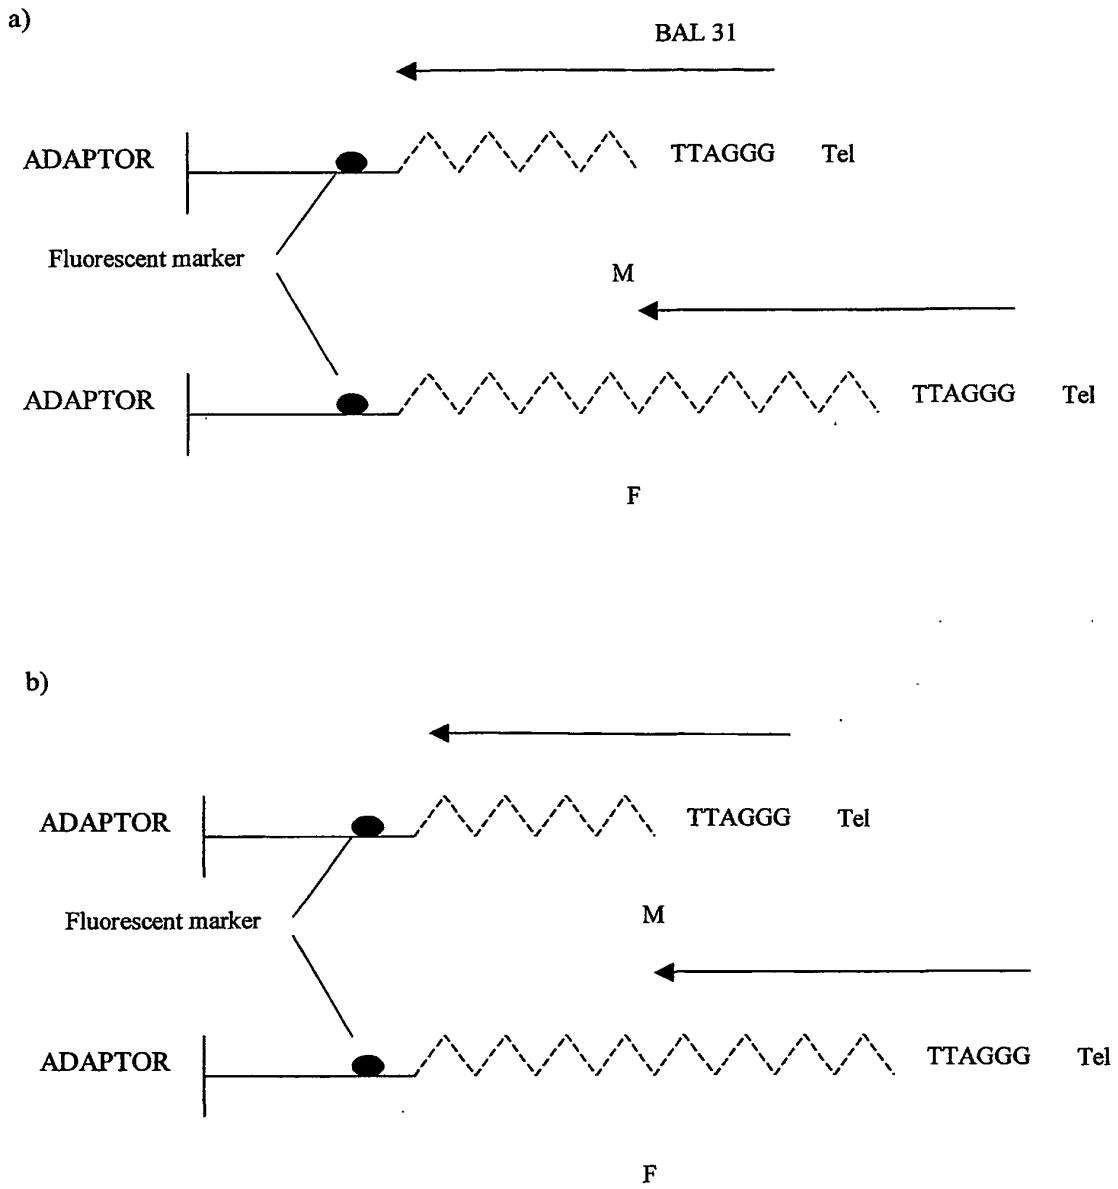 a)
BAL 31
ADAPTOR TTAGGG Tel
Fluorescent marker
M
ADAPTOR TTAGGG Tel
F
b)
ADAPTOR TTAGGG Tel
Fluorescent marker
M
ADAPTOR TTAGGG Tel
F